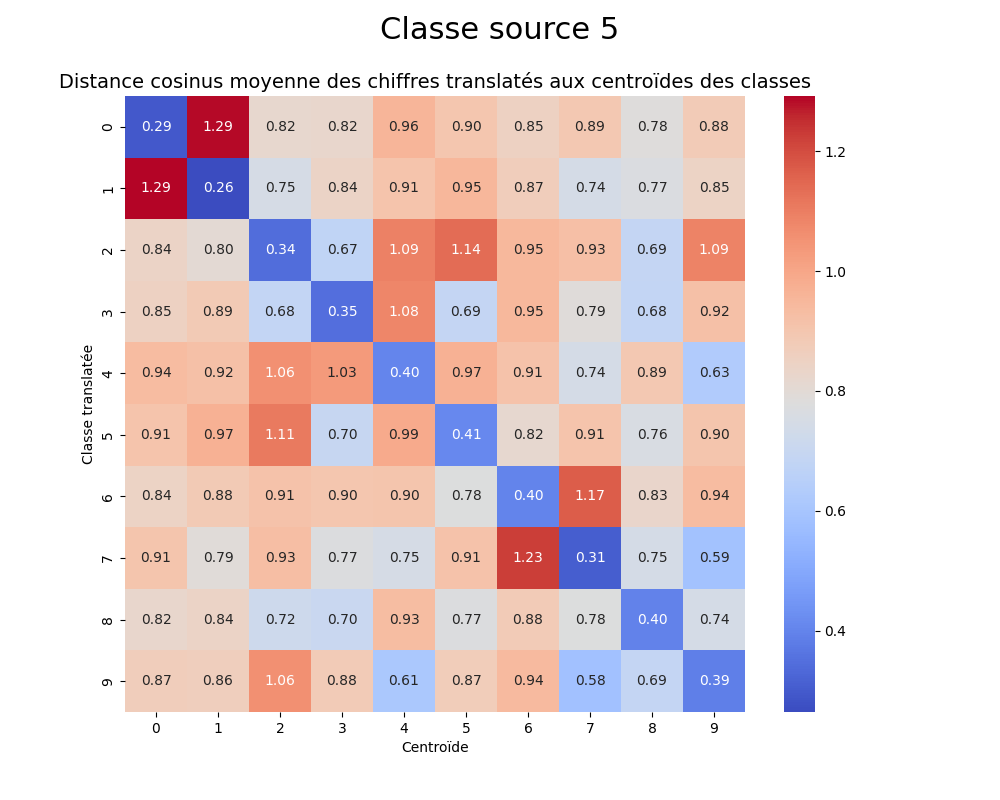 Classe source 5
Distance cosinus moyenne des chiffres translatés aux centroïdes des classes
0 0.29 1.29 0.82 0.82 0.96 0.90 0.85 0.89 0.78 0.88
1 1.29 0.26 0.75 0.84 0.91 0.95 0.87 0.74 0.77 0.85
2 0.84 0.80 0.34 0.67 1.09 1.14 0.95 0.93 0.69 1.09
3 0.85 0.89 0.68 0.35 1.08 0.69 0.95 0.79 0.68 0.92
4 0.94 0.92 1.06 1.03 0.40 0.97 0.91 0.74 0.89 0.63
5 0.91 0.97 1.11 0.70 0.99 0.41 0.82 0.91 0.76 0.90
6 0.84 0.88 0.91 0.90 0.90 0.78 0.40 1.17 0.83 0.94
7 0.91 0.79 0.93 0.77 0.75 0.91 1.23 0.31 0.75 0.59
8 0.82 0.84 0.72 0.70 0.93 0.77 0.88 0.78 0.40 0.74
9 0.87 0.86 1.06 0.88 0.61 0.87 0.94 0.58 0.69 0.39
0 1 2 3 4 5 6 7 8 9
Centroïde
Classe translatée
1.2
1.0
0.8
0.6
0.4